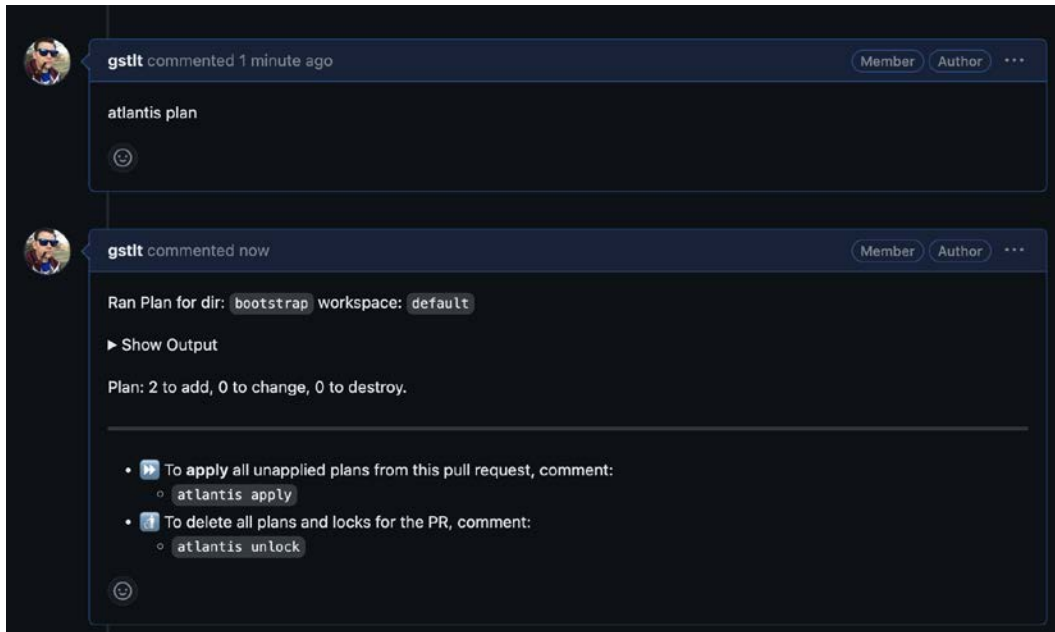 gstlt commented 1 minute ago Member Author ...
atlantis plan
gstlt commented now Member Author ...
Ran Plan for dir: bootstrap workspace: default
Show Output
Plan: 2 to add, 0 to change, 0 to destroy.
To apply all unapplied plans from this pull request, comment:
atlantis apply
To delete all plans and locks for the PR, comment:
atlantis unlock